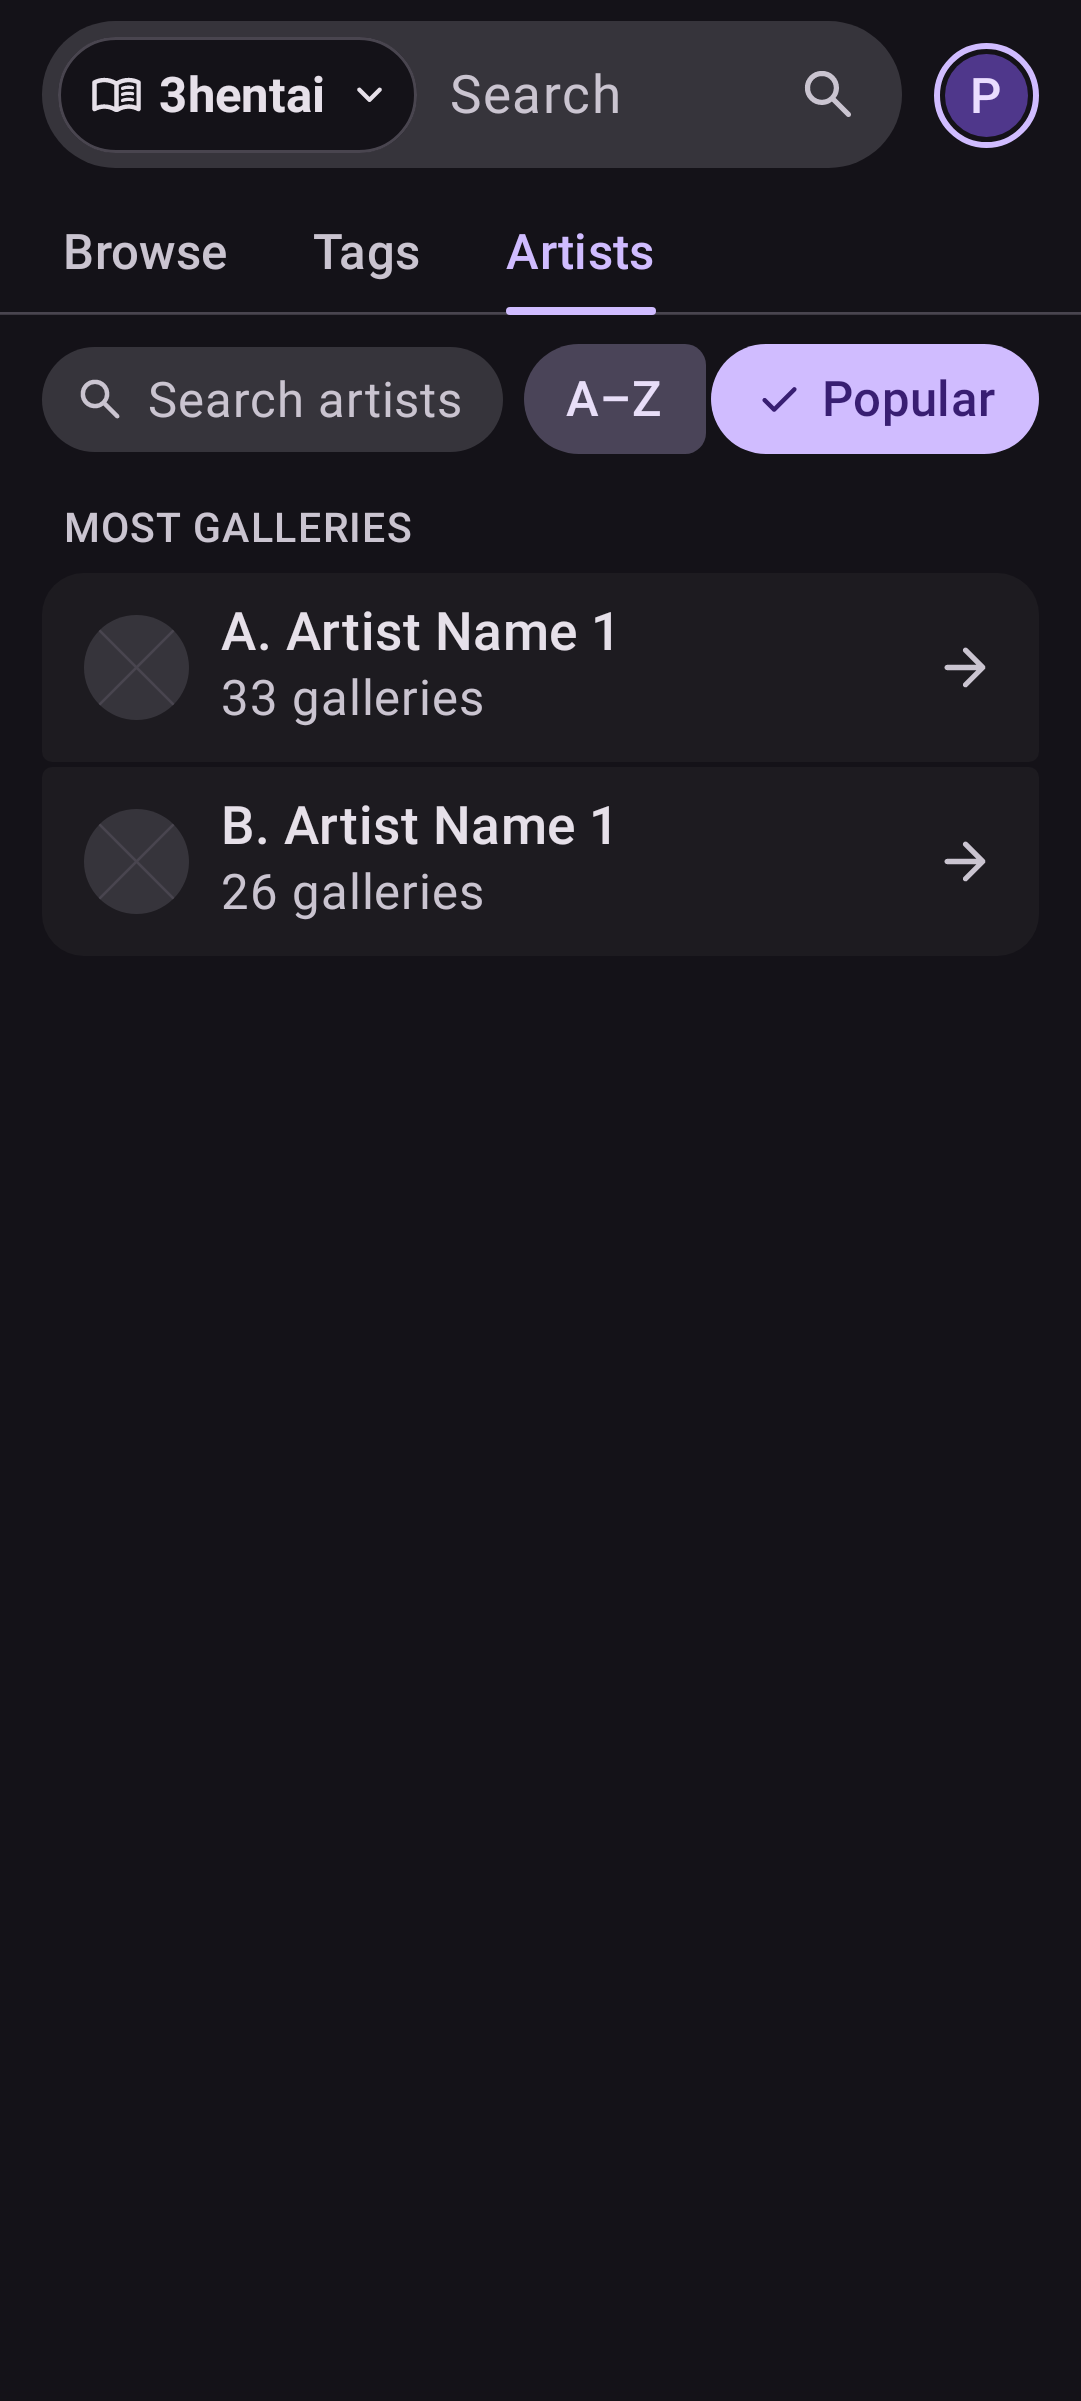 3hentai
Search
P
Browse
Tags
Artists
Search artists
A–Z
Popular
MOST GALLERIES
A. Artist Name 1
33 galleries
B. Artist Name 1
26 galleries